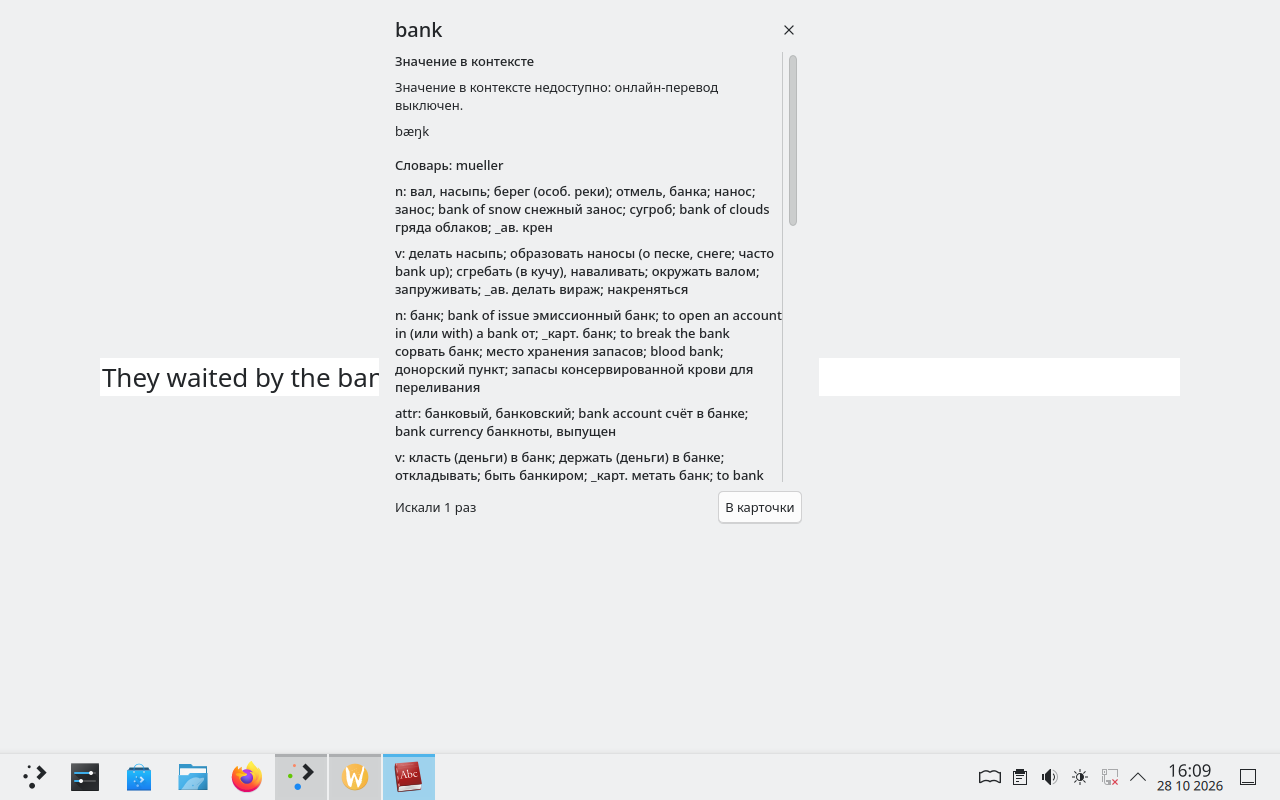 bank
Значение в контексте
Значение в контексте недоступно: онлайн-перевод
выключен.
bæŋk
Словарь: mueller
n: вал, насыпь; берег (особ. реки); отмель, банка; нанос;
занос; bank of snow снежный занос; сугроб; bank of clouds
гряда облаков; _ав. крен
v: делать насыпь; образовать наносы (о песке, снеге; часто
bank up); сгребать (в кучу), наваливать; окружать валом;
запруживать; _ав. делать вираж; накреняться
n: банк; bank of issue эмиссионный банк; to open an account
in (или with) a bank от; _карт. банк; to break the bank
сорвать банк; место хранения запасов; blood bank;
донорский пункт; запасы консервированной крови для
переливания
They waited by the
attr: банковый, банковский; bank account счёт в банке;
bank currency банкноты, выпущен
v: класть (деньги) в банк; держать (деньги) в банке;
откладывать; быть банкиром; _карт. метать банк; to bank
Искали 1 раз
В карточки
Abc
16:09
28 10 2026